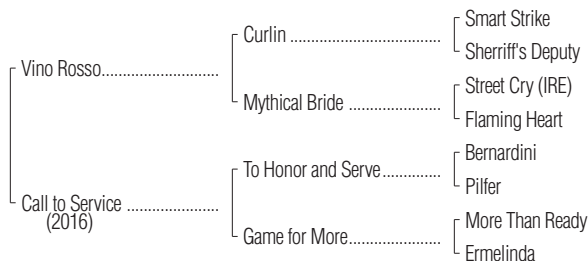 Smart Strike
Curlin
Sherriff's Deputy
Vino Rosso
Street Cry (IRE)
Mythical Bride
Flaming Heart
Bernardini
To Honor and Serve
Pilfer
Call to Service
(2016)
More Than Ready
Game for More
Ermelinda